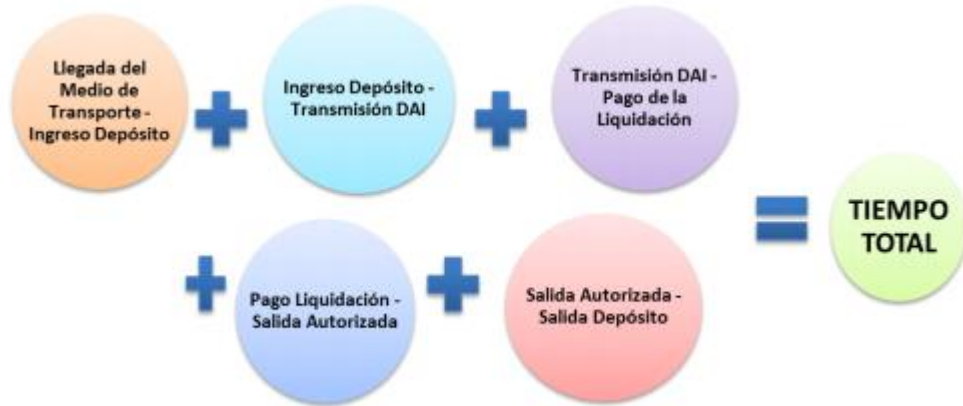 Llegada del
Medio de
Transporte -
Ingreso Depósito
Ingreso Depósito -
Transmisión DAI
Transmisión DAI -
Pago de la
Liquidación
Pago Liquidación -
Salida Autorizada
Salida Autorizada -
Salida Depósito
TIEMPO
TOTAL